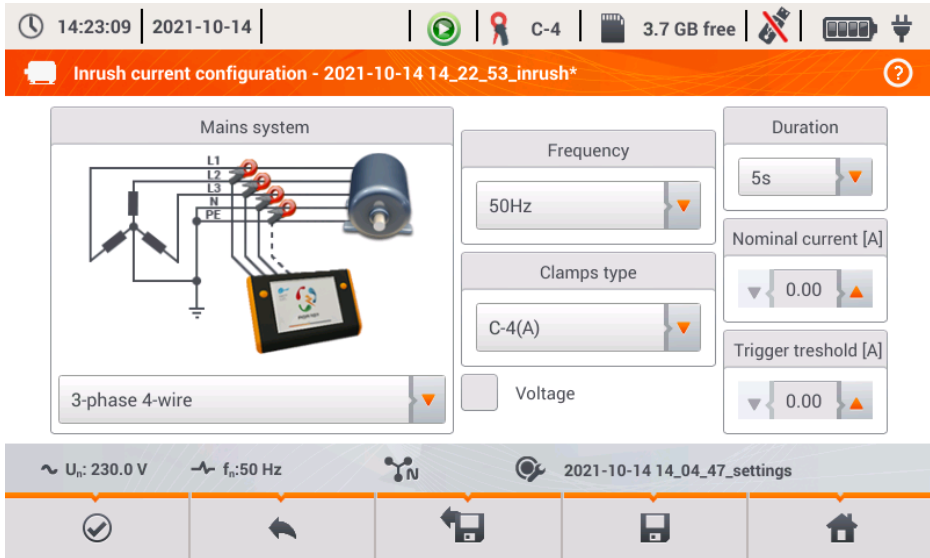 14:23:09 2021-10-14 C-4 3.7 GB free
Inrush current configuration - 2021-10-14 14_22_53_inrush*
?
Mains system
L1
L2
L3
N
PE
3-phase 4-wire
Frequency
50Hz
Clamps type
C-4(A)
Voltage
Duration
5s
Nominal current [A]
0.00
Trigger treshold [A]
0.00
Un: 230.0 V fn:50 Hz N 2021-10-14 14_04_47_settings